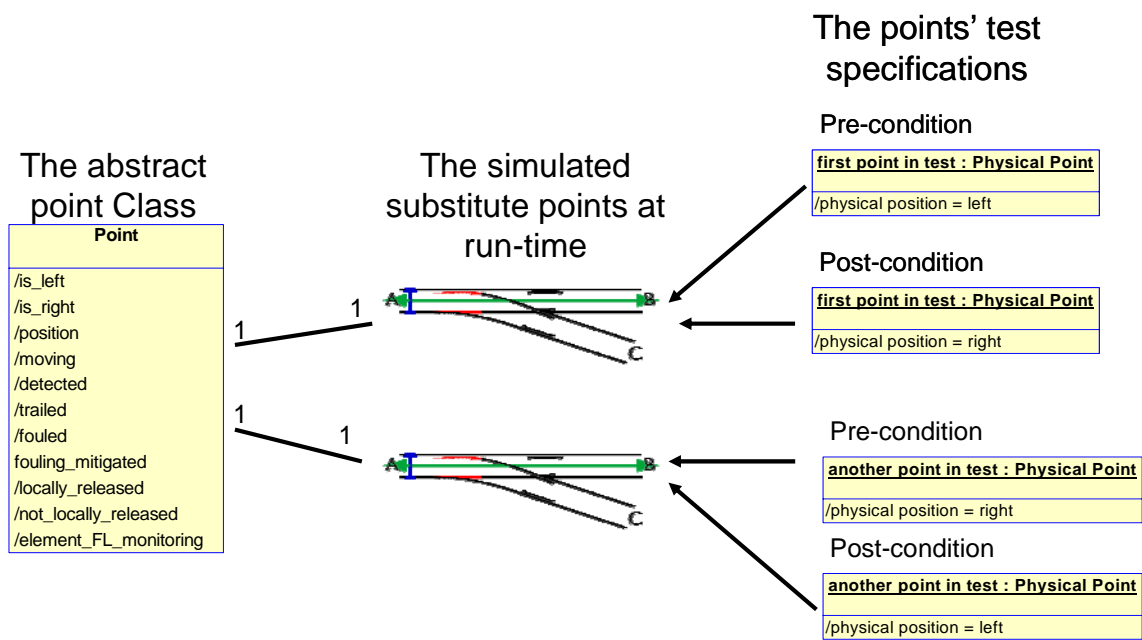 The points' test
specifications
Pre-condition
first point in test : Physical Point
/physical position = left
Post-condition
first point in test : Physical Point
/physical position = right
Pre-condition
another point in test : Physical Point
/physical position = right
Post-condition
another point in test : Physical Point
/physical position = left
The abstract
point Class
Point
/is_left
/is_right
/position
/moving
/detected
/trailed
/fouled
fouling_mitigated
/locally_released
/not_locally_released
/element_FL_monitoring
The simulated
substitute points at
run-time
1
1
A
B
C
1
1
A
B
C